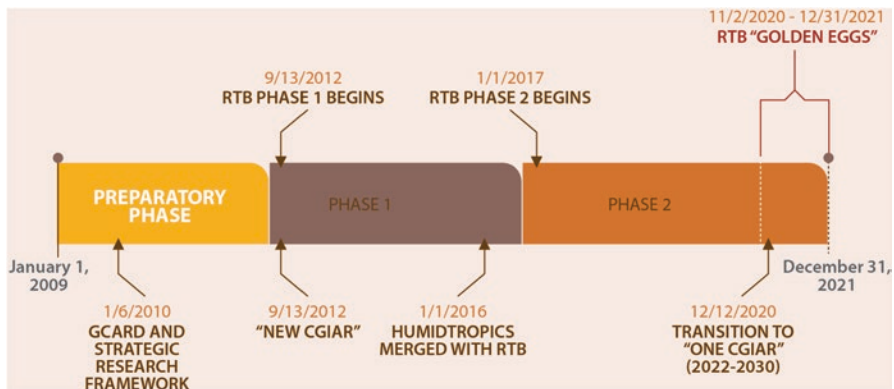 11/2/2020 - 12/31/2021
RTB “GOLDEN EGGS”
9/13/2012
RTB PHASE 1 BEGINS
1/1/2017
RTB PHASE 2 BEGINS
PREPARATORY
PHASE
PHASE 1
PHASE 2
January 1,
2009
December 31,
2021
1/6/2010
GCARD AND
STRATEGIC
RESEARCH
FRAMEWORK
9/13/2012
“NEW CGIAR”
1/1/2016
HUMIDTROPICS
MERGED WITH RTB
12/12/2020
TRANSITION TO
“ONE CGIAR”
(2022-2030)